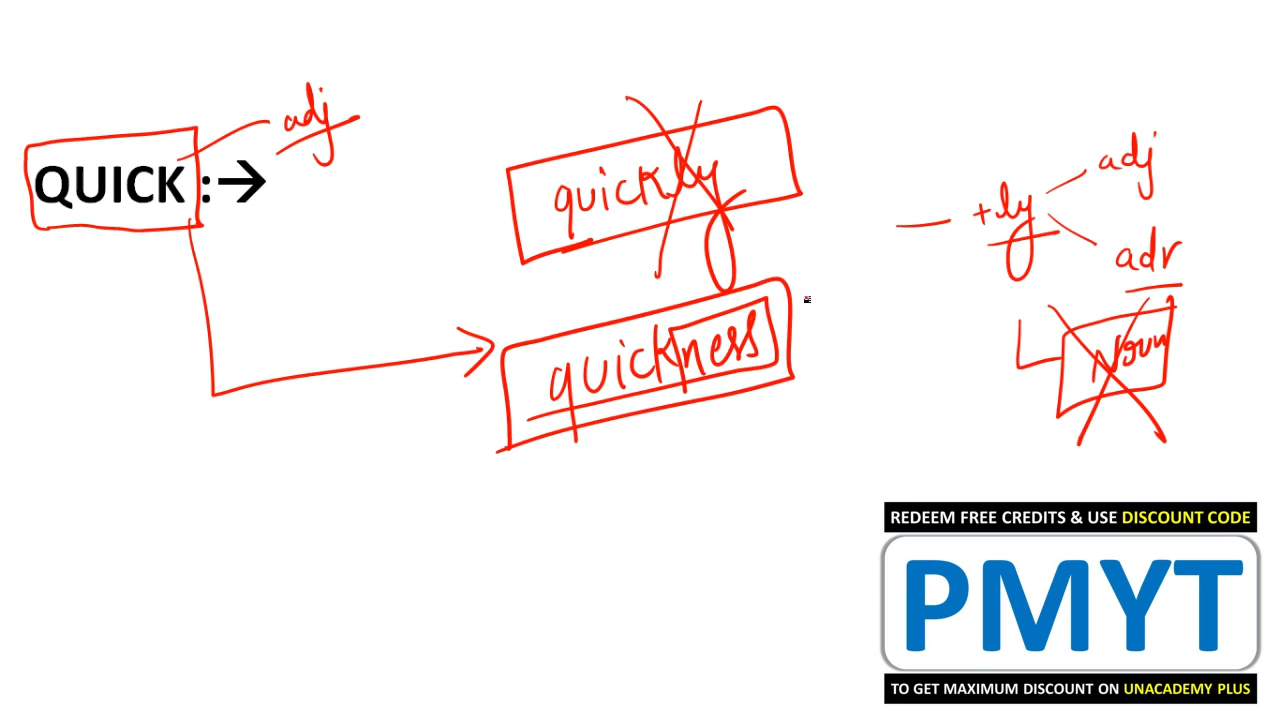 adj
QUICK :→
quickly
adj
+ly
adv
quickness
Noun
REDEEM FREE CREDITS & USE DISCOUNT CODE
PMYT
TO GET MAXIMUM DISCOUNT ON UNACADEMY PLUS